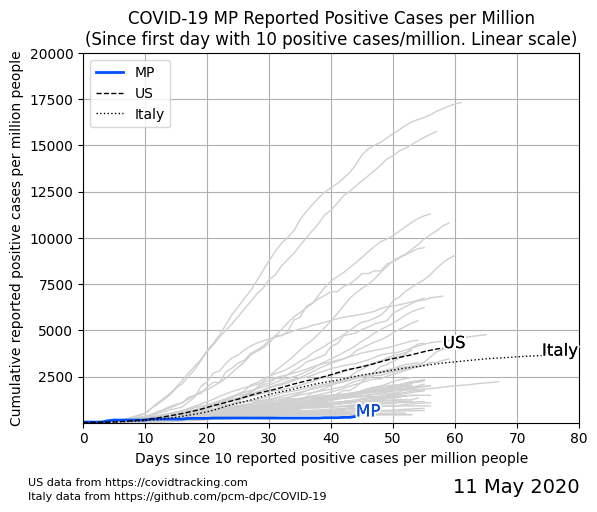 COVID-19 MP Reported Positive Cases per Million
(Since first day with 10 positive cases/million. Linear scale)
Cumulative reported positive cases per million people
20000
17500
15000
12500
10000
7500
5000
2500
MP
US
Italy
US
Italy
MP
0 10 20 30 40 50 60 70 80
Days since 10 reported positive cases per million people
US data from https://covidtracking.com
Italy data from https://github.com/pcm-dpc/COVID-19
11 May 2020